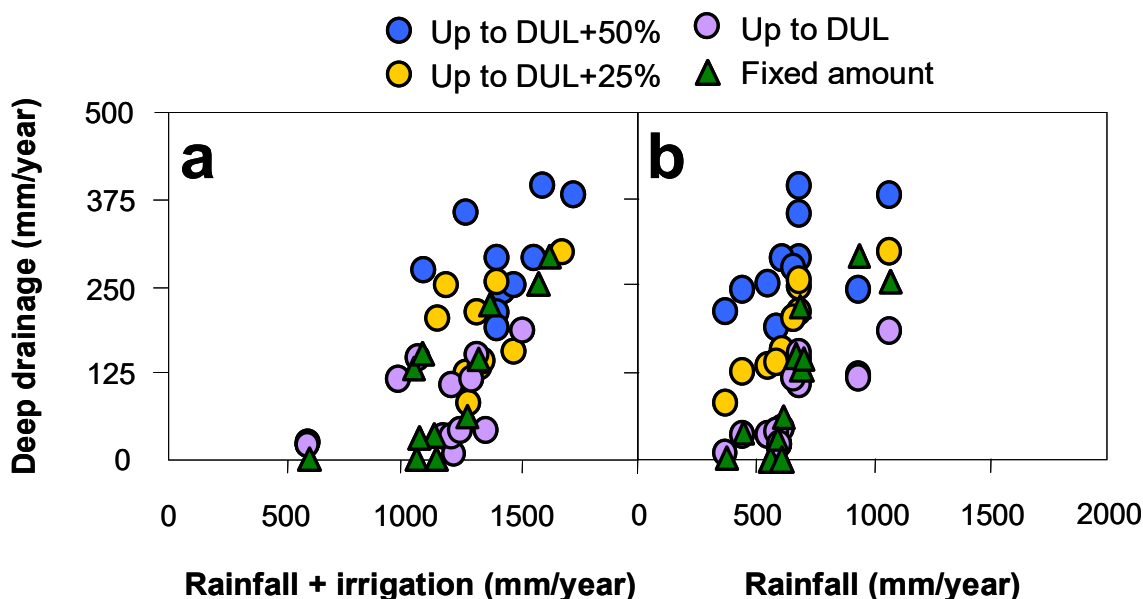 Up to DUL+50% Up to DUL
Up to DUL+25% Fixed amount
Deep drainage (mm/year)
500
375
250
125
0
a
b
0 500 1000 1500 0 500 1000 1500 2000
Rainfall + irrigation (mm/year) Rainfall (mm/year)